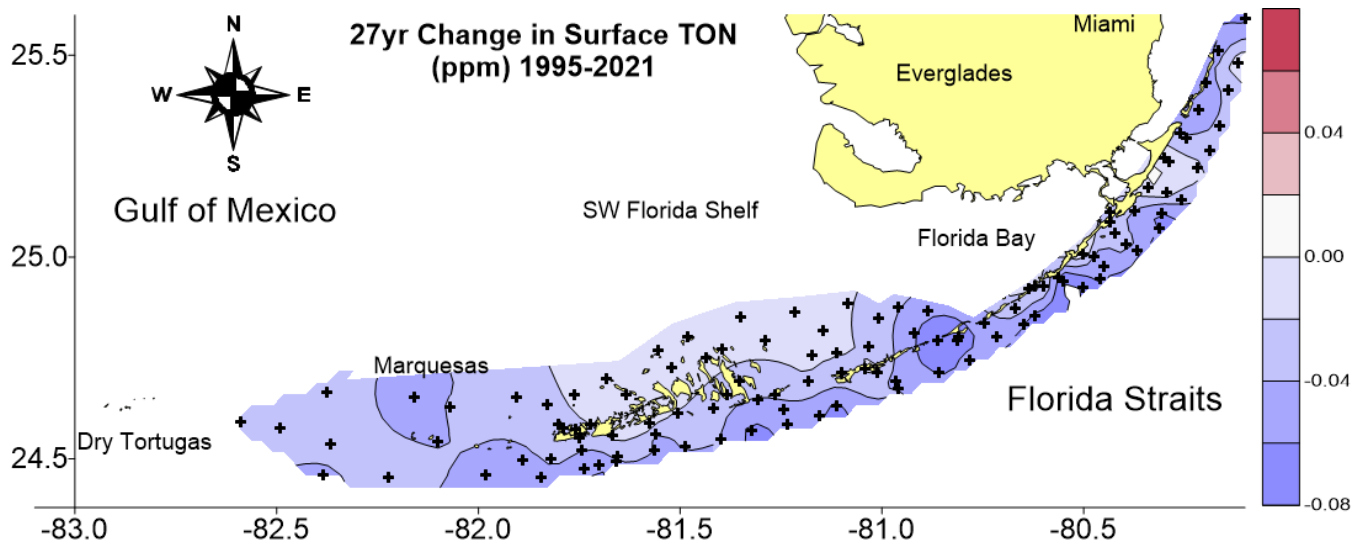 27yr Change in Surface TON
(ppm) 1995-2021
N
W
E
S
Miami
Everglades
Gulf of Mexico
SW Florida Shelf
Florida Bay
Marquesas
Dry Tortugas
Florida Straits
25.5
25.0
24.5
-83.0
-82.5
-82.0
-81.5
-81.0
-80.5
0.04
0.00
-0.04
-0.08